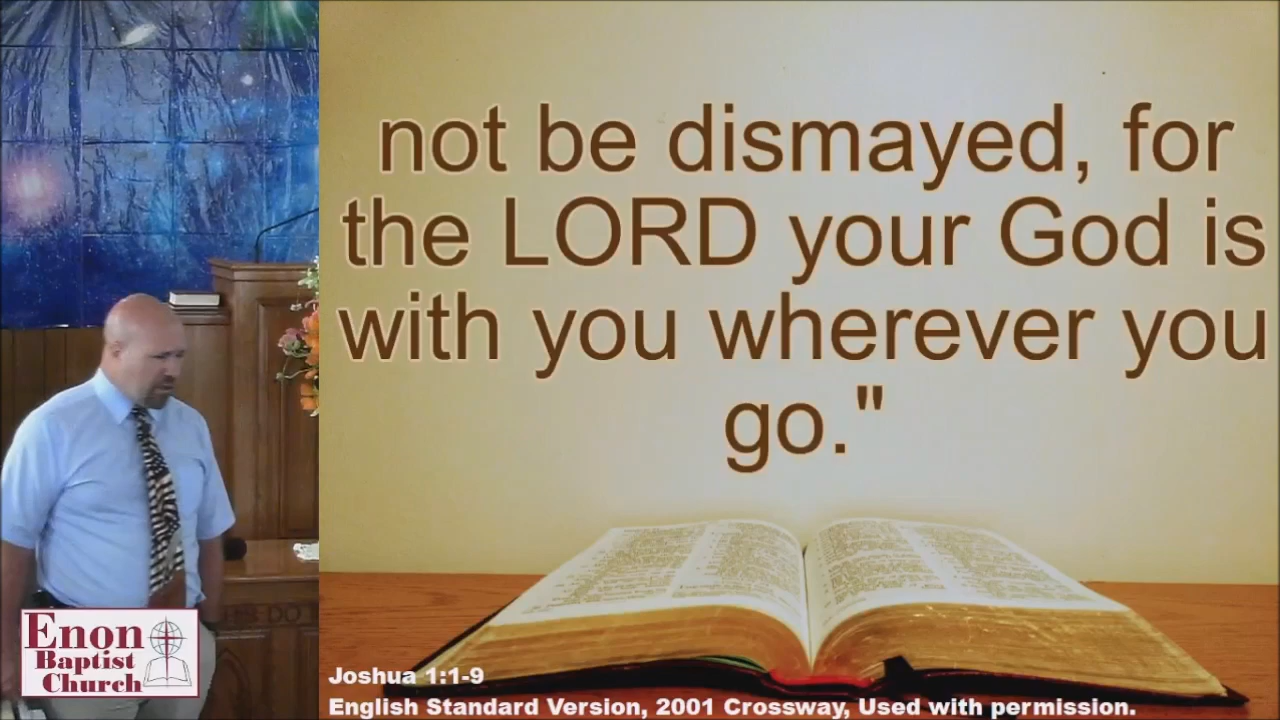 not be dismayed, for
the LORD your God is
with you wherever you
go."
Enon
Baptist
Church
Joshua 1:1-9
English Standard Version, 2001 Crossway, Used with permission.